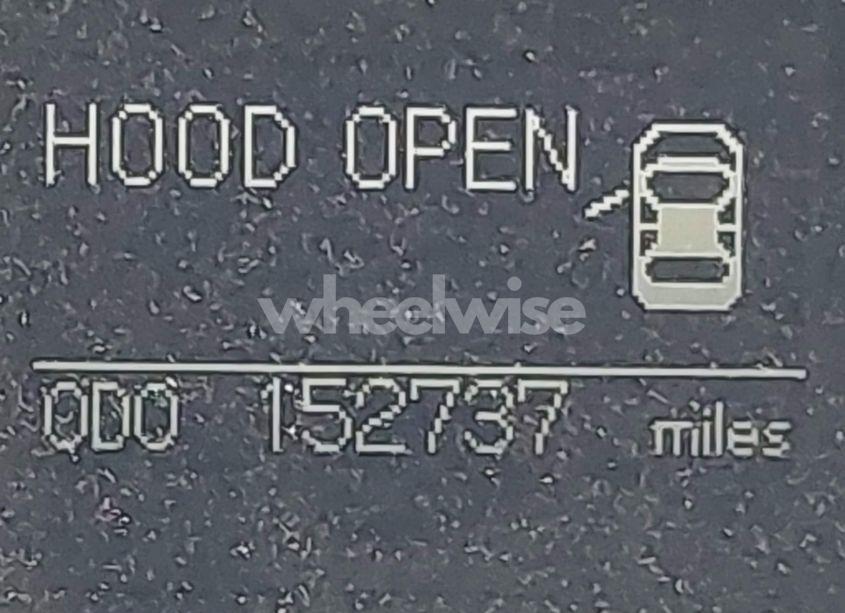 HOOD OPEN
wheelwise
ODO 152737 miles